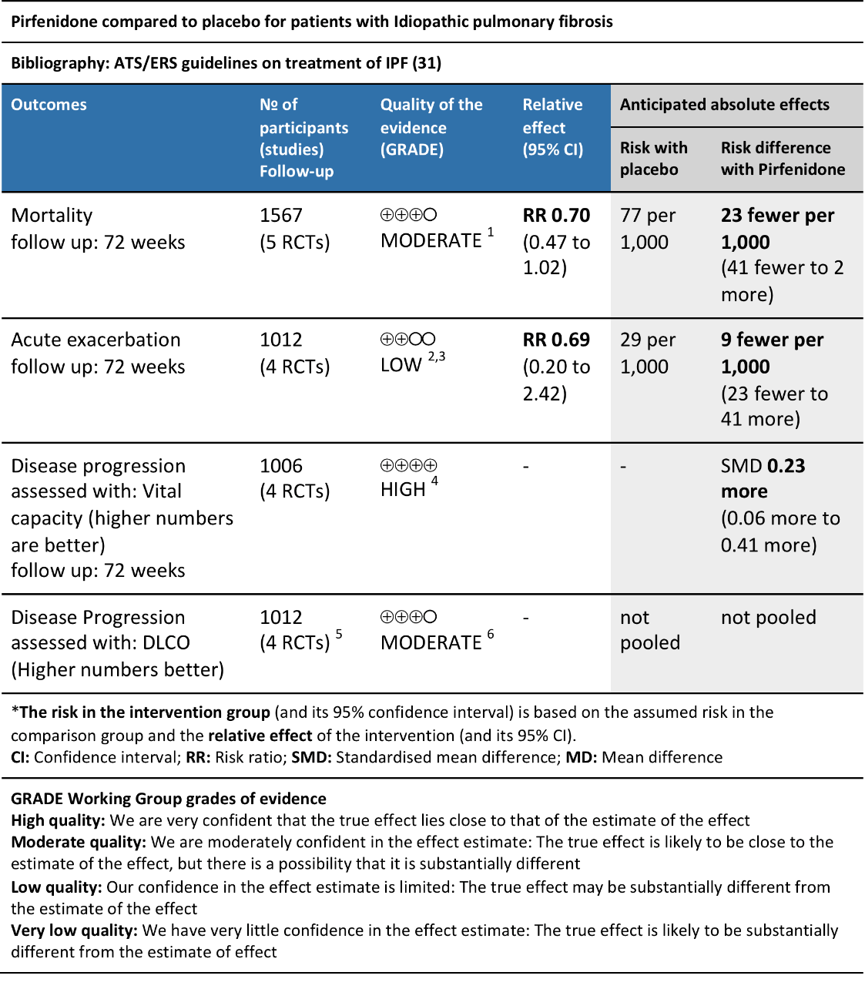 Pirfenidone compared to placebo for patients with Idiopathic pulmonary fibrosis
Bibliography: ATS/ERS guidelines on treatment of IPF (31)
Outcomes
№ of
participants
(studies)
Follow-up
Quality of the
evidence
(GRADE)
Relative
effect
(95% CI)
Anticipated absolute effects
Risk with
placebo
Risk difference
with Pirfenidone
Mortality
follow up: 72 weeks
1567
(5 RCTs)
⊕⊕⊕○
MODERATE 1
RR 0.70
(0.47 to
1.02)
77 per
1,000
23 fewer per
1,000
(41 fewer to 2
more)
Acute exacerbation
follow up: 72 weeks
1012
(4 RCTs)
⊕⊕○○
LOW 2,3
RR 0.69
(0.20 to
2.42)
29 per
1,000
9 fewer per
1,000
(23 fewer to
41 more)
Disease progression
assessed with: Vital
capacity (higher numbers
are better)
follow up: 72 weeks
1006
(4 RCTs)
⊕⊕⊕⊕
HIGH 4
-
-
SMD 0.23
more
(0.06 more to
0.41 more)
Disease Progression
assessed with: DLCO
(Higher numbers better)
1012
(4 RCTs) 5
⊕⊕⊕○
MODERATE 6
-
not
pooled
not pooled
*The risk in the intervention group (and its 95% confidence interval) is based on the assumed risk in the
comparison group and the relative effect of the intervention (and its 95% CI).
CI: Confidence interval; RR: Risk ratio; SMD: Standardised mean difference; MD: Mean difference
GRADE Working Group grades of evidence
High quality: We are very confident that the true effect lies close to that of the estimate of the effect
Moderate quality: We are moderately confident in the effect estimate: The true effect is likely to be close to the
estimate of the effect, but there is a possibility that it is substantially different
Low quality: Our confidence in the effect estimate is limited: The true effect may be substantially different from
the estimate of the effect
Very low quality: We have very little confidence in the effect estimate: The true effect is likely to be substantially
different from the estimate of effect